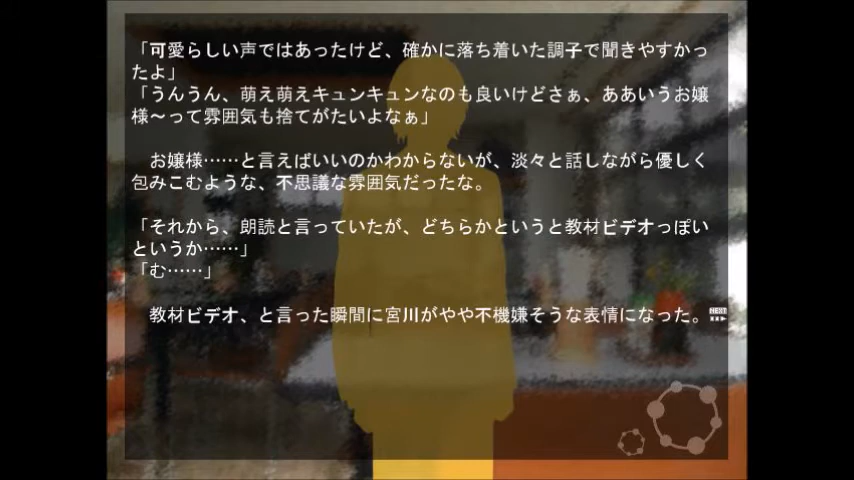 「可愛らしい声ではあったけど、確かに落ち着いた調子で聞きやすかっ
たよ」
「うんうん、萌え萌えキュンキュンなのも良いけどさぁ、ああいうお嬢
様〜って雰囲気も捨てがたいよなぁ」
お嬢様……と言えばいいのかわからないが、淡々と話しながら優しく
包みこむような、不思議な雰囲気だったな。
「それから、朗読と言っていたが、どちらかというと教材ビデオっぽい
というか……」
「む……」
教材ビデオ、と言った瞬間に宮川がやや不機嫌そうな表情になった。